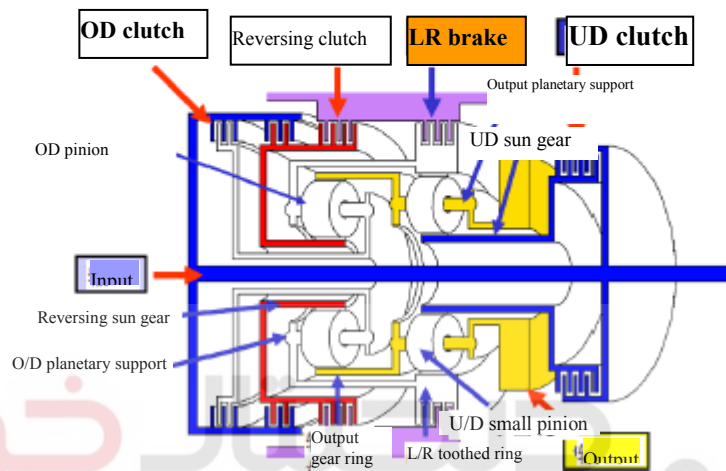 OD clutch
Reversing clutch
LR brake
UD clutch
Output planetary support
OD pinion
UD sun gear
Input
Reversing sun gear
O/D planetary support
U/D small pinion
Output
gear ring
L/R toothed ring
Output